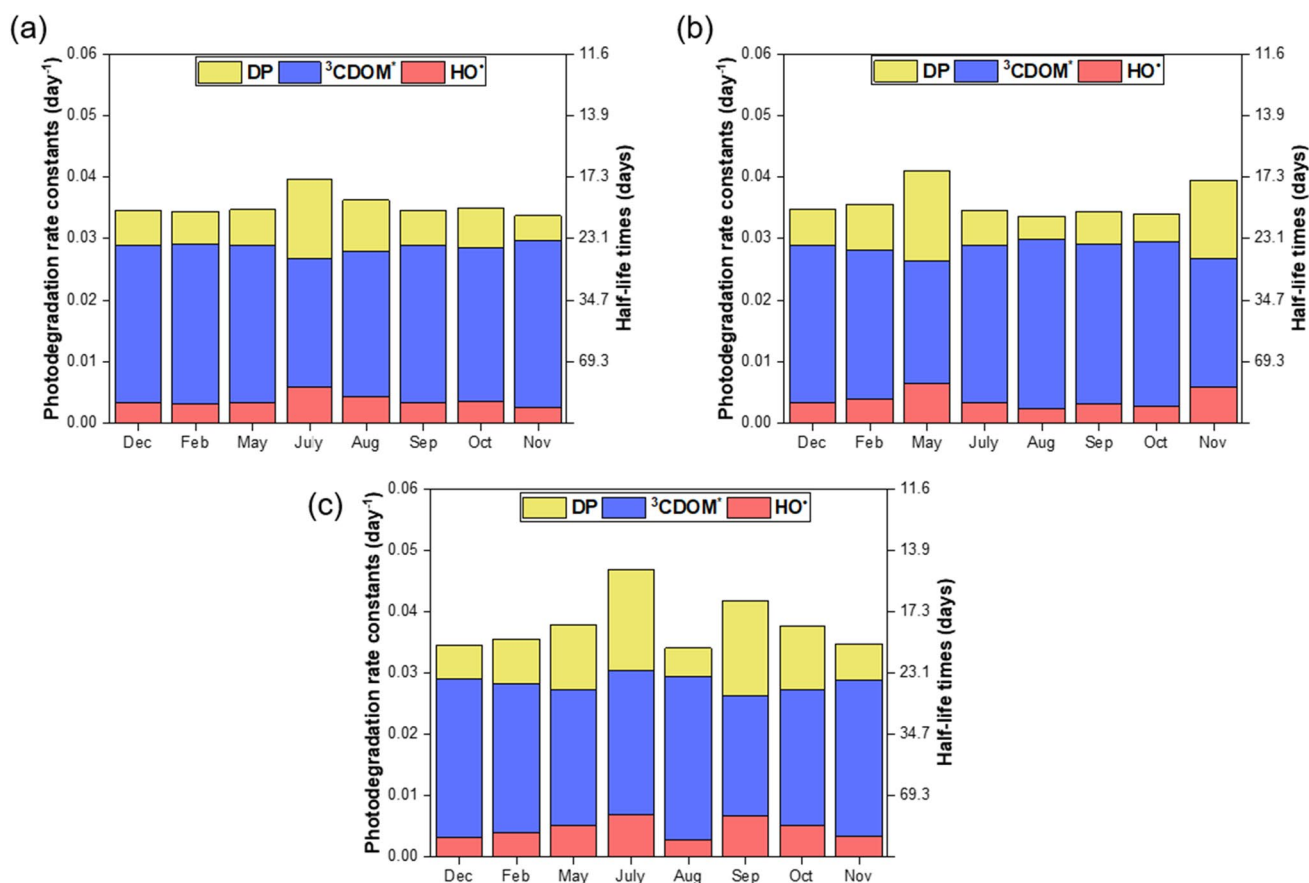 (a)
DP ³CDOM* HO•
Photodegradation rate constants (day⁻¹)
0.06
0.05
0.04
0.03
0.02
0.01
0.00
11.6
13.9
17.3
23.1
34.7
69.3
Half-life times (days)
Dec Feb May July Aug Sep Oct Nov
(b)
DP ³CDOM* HO•
Photodegradation rate constants (day⁻¹)
0.06
0.05
0.04
0.03
0.02
0.01
0.00
11.6
13.9
17.3
23.1
34.7
69.3
Half-life times (days)
Dec Feb May July Aug Sep Oct Nov
(c)
DP ³CDOM* HO•
Photodegradation rate constants (day⁻¹)
0.06
0.05
0.04
0.03
0.02
0.01
0.00
11.6
13.9
17.3
23.1
34.7
69.3
Half-life times (days)
Dec Feb May July Aug Sep Oct Nov